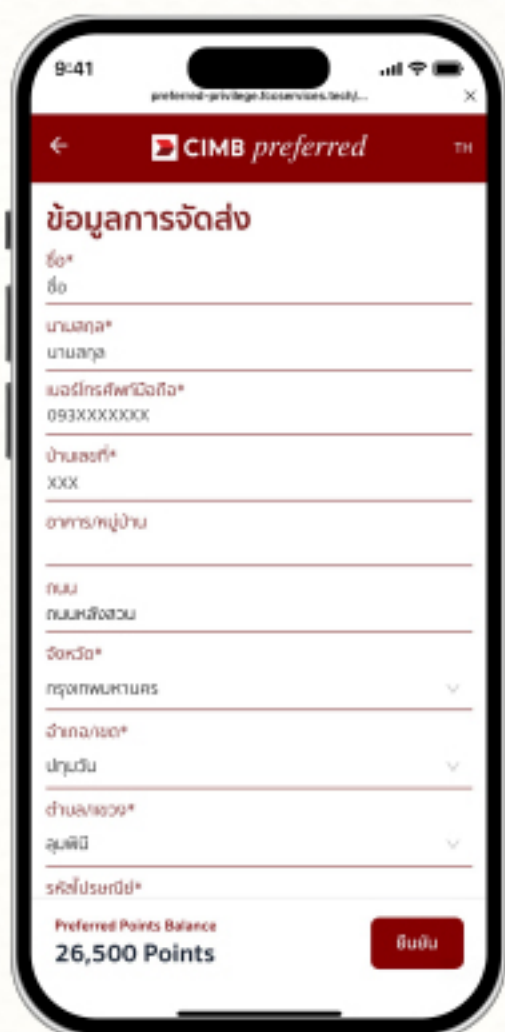 9:41
CIMB preferred
TH
ข้อมูลการจัดส่ง
ชื่อ*
ชื่อ
นามสกุล*
นามสกุล
เบอร์โทรศัพท์มือถือ*
093XXXXXXX
บ้านเลขที่*
XXX
อาคาร/หมู่บ้าน
ถนน
ถนนหลังสวน
จังหวัด*
กรุงเทพมหานคร
อำเภอ/เขต*
ปทุมวัน
ตำบล/แขวง*
ลุมพินี
รหัสไปรษณีย์*
Preferred Points Balance
26,500 Points
ยืนยัน